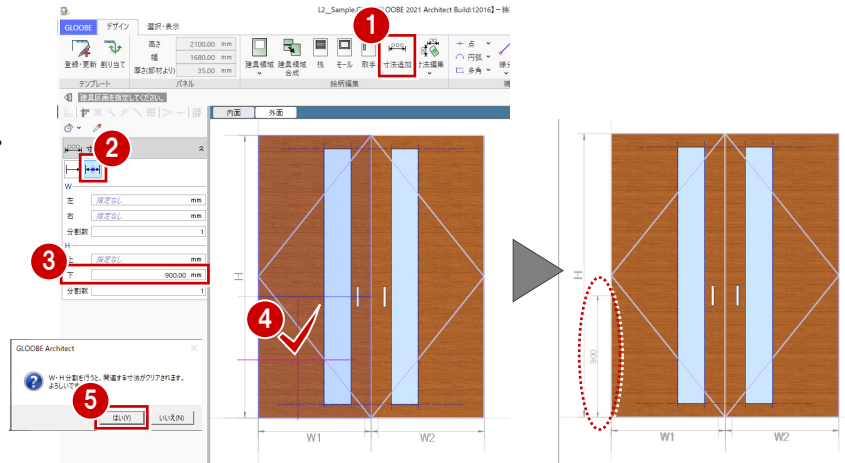 L2_Sample.G
GLOOBE 2021 Architect Build:12016】－絵
1
GLOOBE デザイン 選択・表示
登録・更新 割り当て
高さ 2100.00 mm
幅 1680.00 mm
厚さ(部材より) 35.00 mm
建具領域 建具領域合成 桟 モール 取手 寸法追加 寸法編集
点
円弧
多角
線分
テンプレート パネル 絵柄編集
建具区画を指定してください。
内面 外面
2
W
左 指定なし mm
右 指定なし mm
分割数 1
H
3
上 指定なし mm
下 900.00 mm
分割数 1
H
4
W1 W2
GLOOBE Architect
W・H分割を行うと、関連する寸法がクリアされます。
よろしいです
5
はい(Y) いいえ(N)
H
900
W1 W2